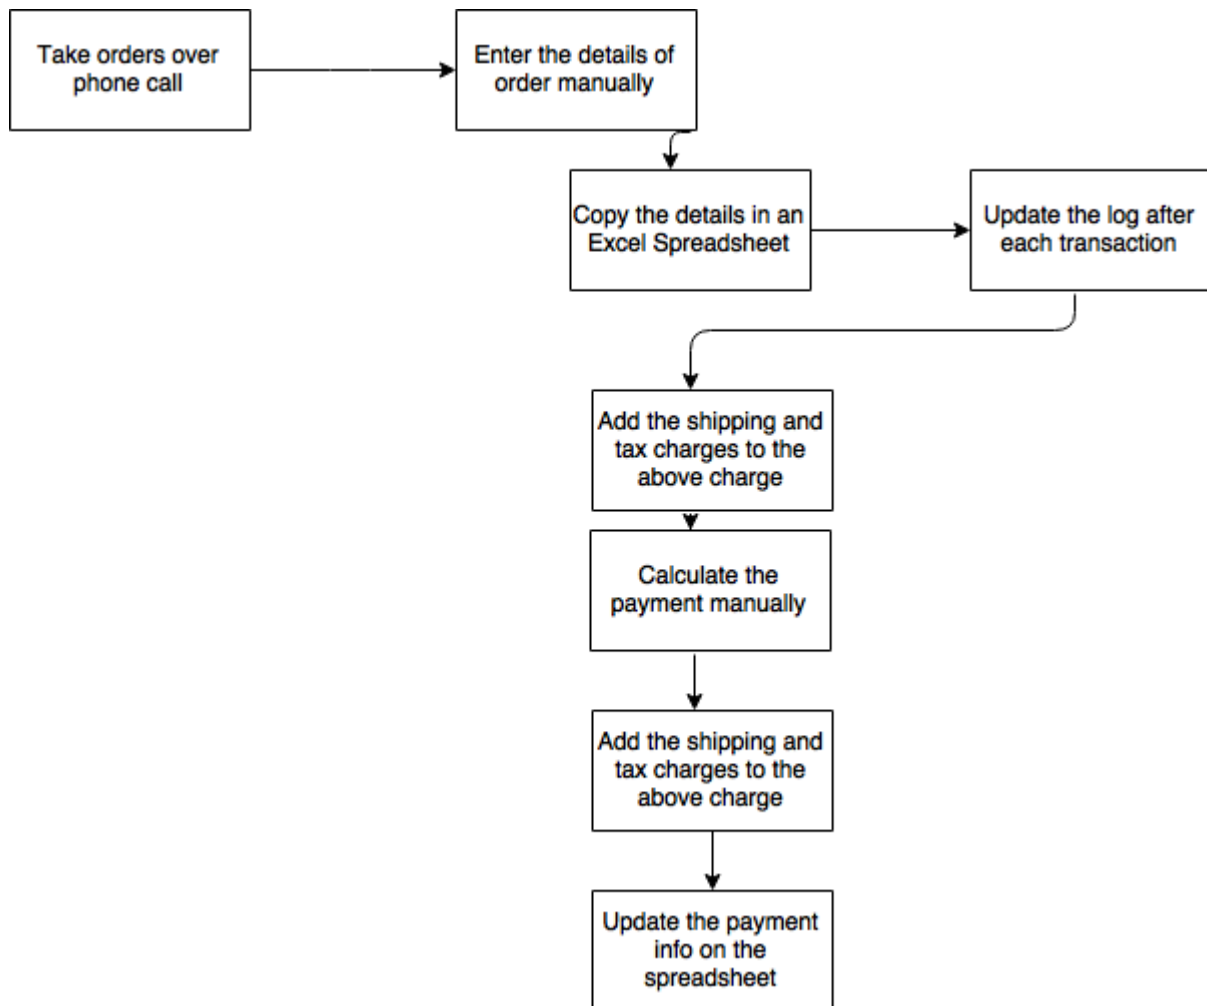 Take orders over
phone call
Enter the details of
order manually
Copy the details in an
Excel Spreadsheet
Update the log after
each transaction
Add the shipping and
tax charges to the
above charge
Calculate the
payment manually
Add the shipping and
tax charges to the
above charge
Update the payment
info on the
spreadsheet